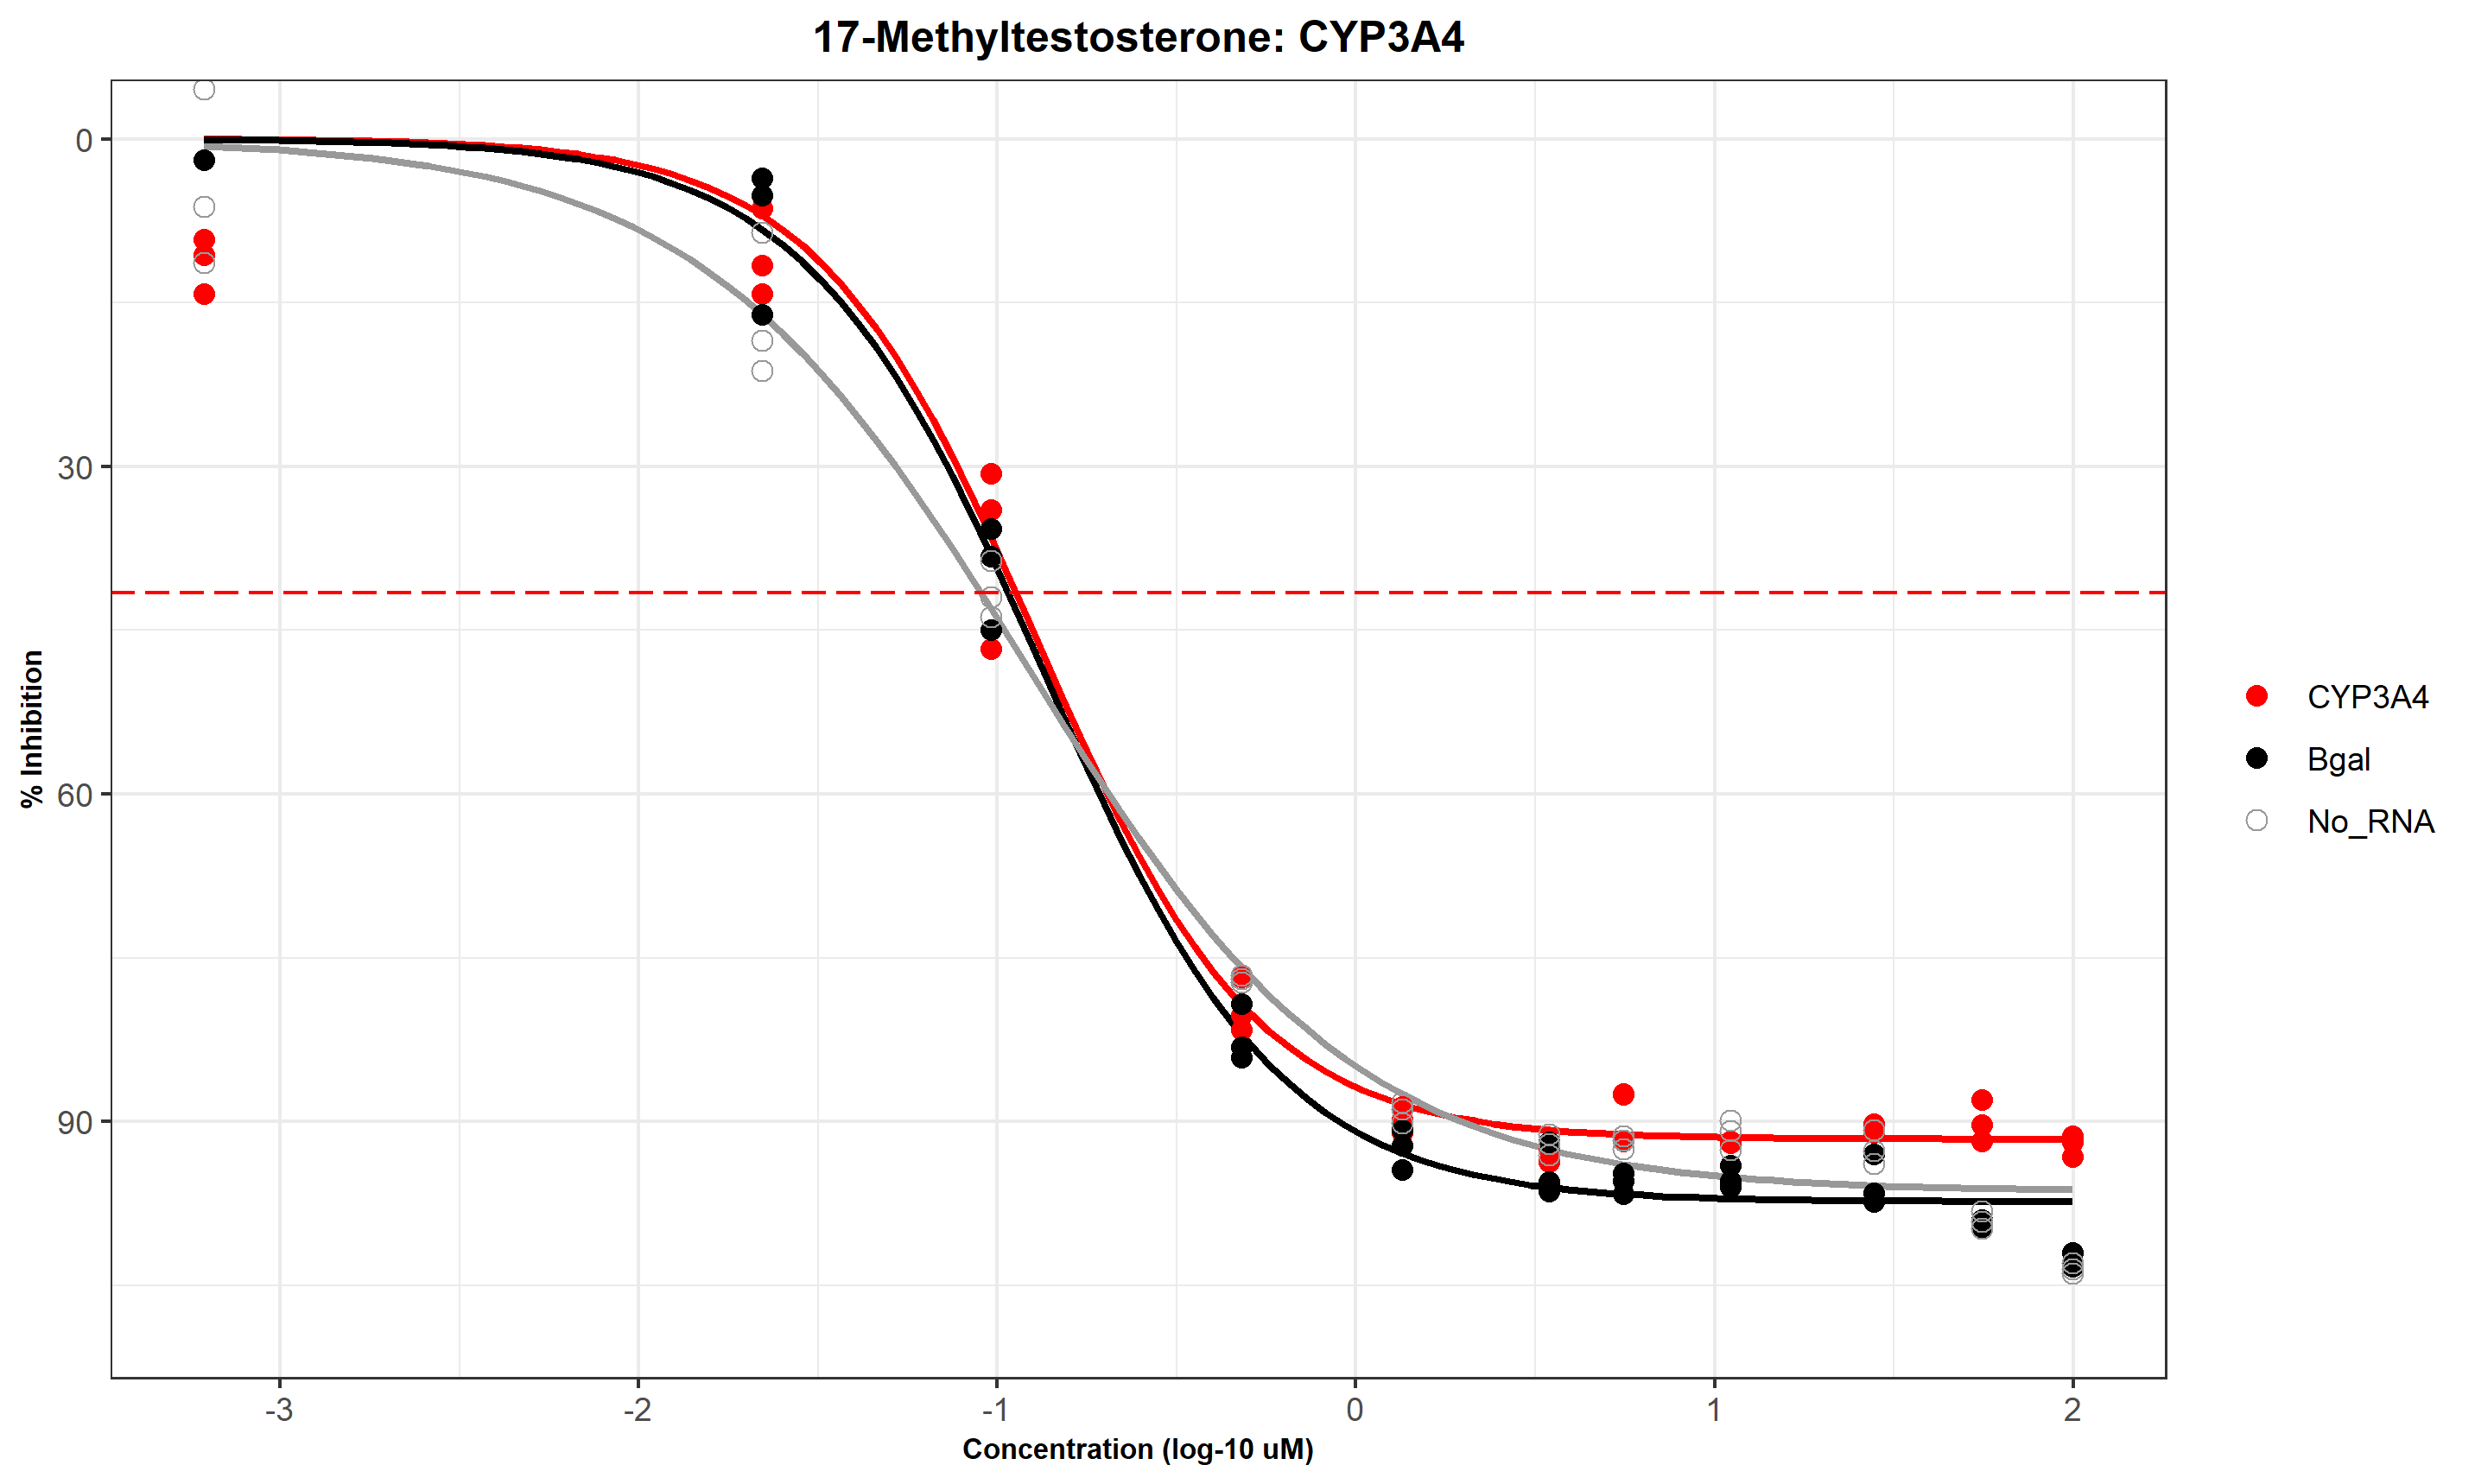 17-Methyltestosterone: CYP3A4
% Inhibition
0
30
60
90
-3
-2
-1
0
1
2
Concentration (log-10 uM)
CYP3A4
Bgal
No_RNA